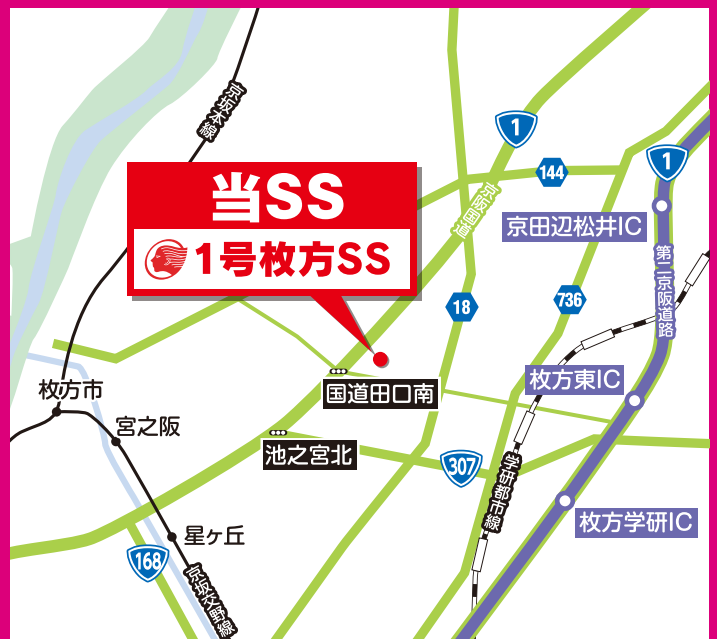 京坂本線
1
144
1
当SS
1号枚方SS
京阪国道
京田辺松井IC
第二京阪道路
18
736
国道田口南
枚方東IC
枚方市
宮之阪
池之宮北
307
学研都市線
枚方学研IC
星ヶ丘
168
京坂交野線